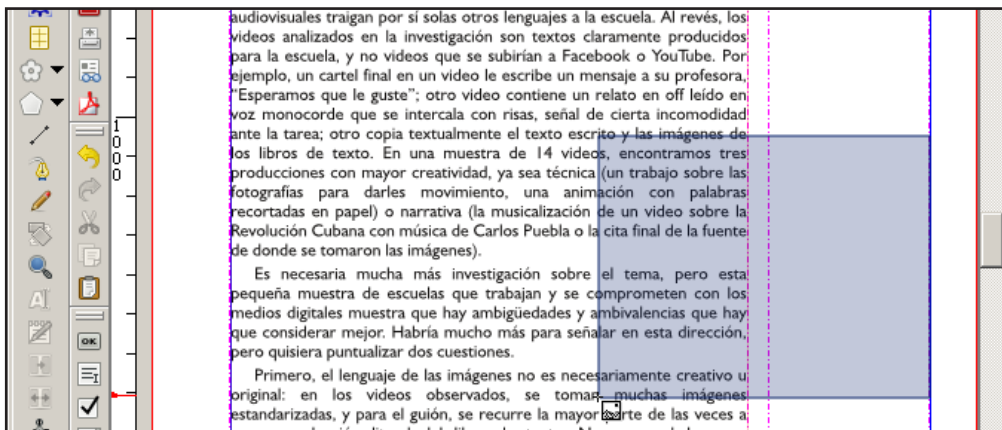 audiovisuales traigan por sí solas otros lenguajes a la escuela. Al revés, los
videos analizados en la investigación son textos claramente producidos
para la escuela, y no videos que se subirían a Facebook o YouTube. Por
ejemplo, un cartel final en un video le escribe un mensaje a su profesora,
"Esperamos que le guste"; otro video contiene un relato en off leído en
voz monocorde que se intercala con risas, señal de cierta incomodidad
ante la tarea; otro copia textualmente el texto escrito y las imágenes de
los libros de texto. En una muestra de 14 videos, encontramos tres
producciones con mayor creatividad, ya sea técnica (un trabajo sobre las
fotografías para darles movimiento, una animación con palabras
recortadas en papel) o narrativa (la musicalización de un video sobre la
Revolución Cubana con música de Carlos Puebla o la cita final de la fuente
de donde se tomaron las imágenes).
Es necesaria mucha más investigación sobre el tema, pero esta
pequeña muestra de escuelas que trabajan y se comprometen con los
medios digitales muestra que hay ambigüedades y ambivalencias que hay
que considerar mejor. Habría mucho más para señalar en esta dirección,
pero quisiera puntualizar dos cuestiones.
Primero, el lenguaje de las imágenes no es necesariamente creativo u
original: en los videos observados, se toman muchas imágenes
estandarizadas, y para el guión, se recurre la mayor parte de las veces a
1
0
0
OK